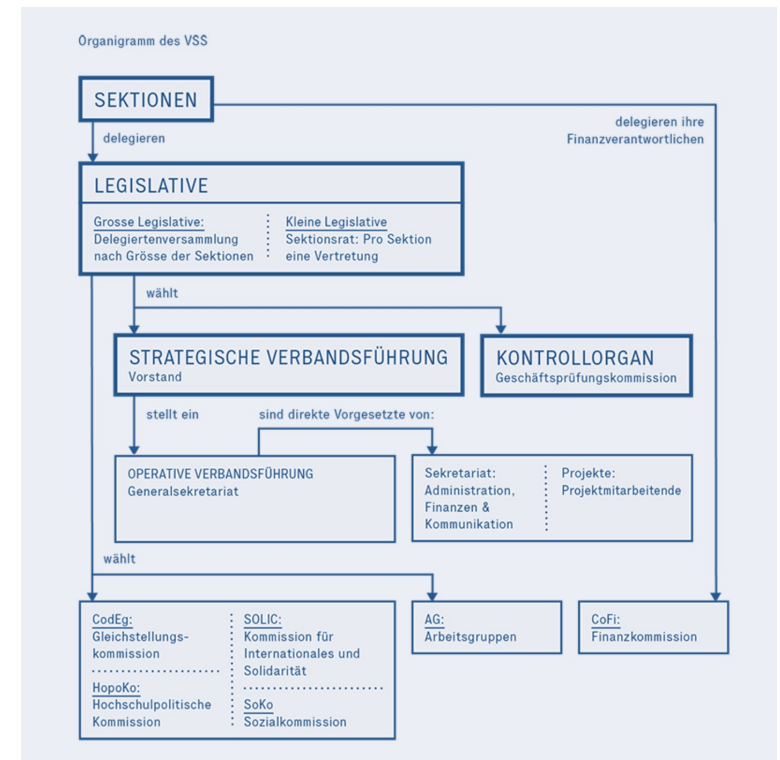 Organigramm des VSS
SEKTIONEN
delegieren ihre
Finanzverantwortlichen
delegieren
LEGISLATIVE
Grosse Legislative:
Delegiertenversammlung
nach Grösse der Sektionen
Kleine Legislative
Sektionsrat: Pro Sektion
eine Vertretung
wählt
STRATEGISCHE VERBANDSFÜHRUNG
Vorstand
KONTROLLORGAN
Geschäftsprüfungskommission
stellt ein
sind direkte Vorgesetzte von:
OPERATIVE VERBANDSFÜHRUNG
Generalsekretariat
Sekretariat:
Administration,
Finanzen &
Kommunikation
Projekte:
Projektmitarbeitende
wählt
CodEg:
Gleichstellungs-
kommission
HopoKo:
Hochschulpolitische
Kommission
SOLIC:
Kommission für
Internationales und
Solidarität
SoKo
Sozialkommission
AG:
Arbeitsgruppen
CoFi:
Finanzkommission